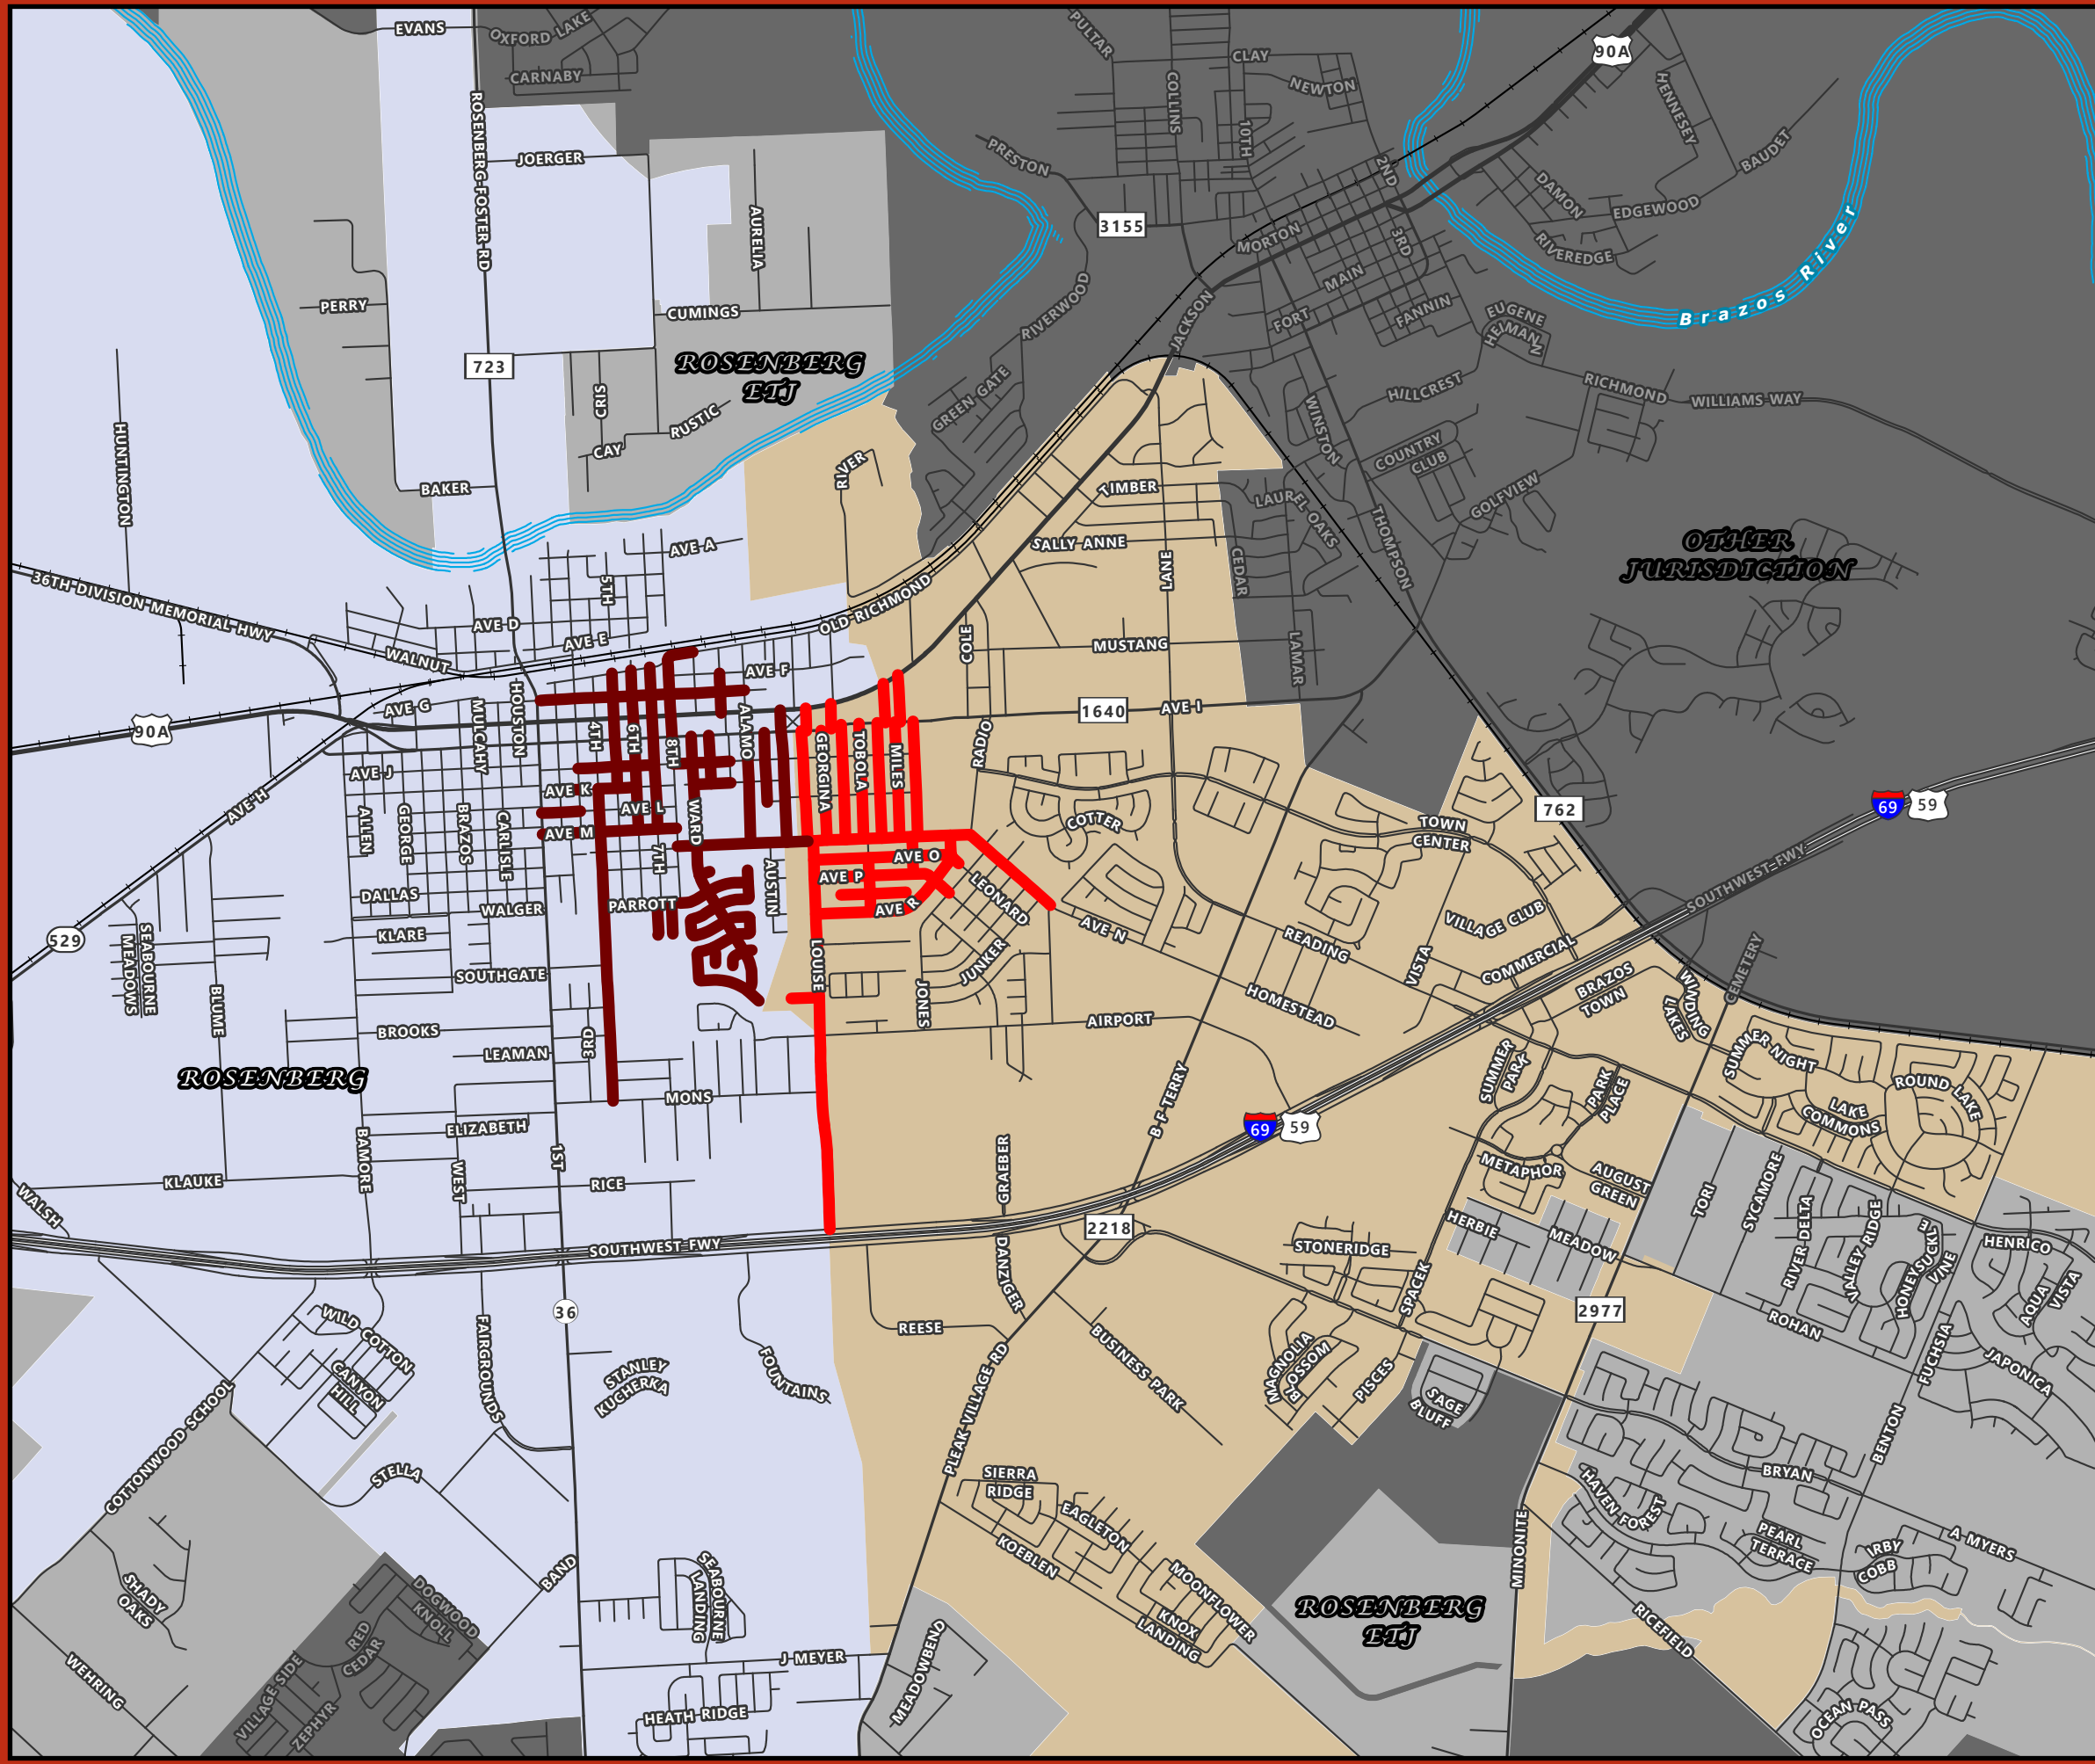 EVANS
OXFORD LAKE
CARNABY
PULTAR
CLAY
NEWTON
COLLINS
10TH
90A
HENNESEY
BAUDET
ROSENBERG-FOSTER RD
JOERGER
PRESTON
2ND
DAMON
EDGEWOOD
RIVEREDGE
3155
MORTON
3RD
MAIN
FANNIN
FORT
Brazos River
AURELIA
PERRY
CUMINGS
RIVERWOOD
JACKSON
EUGENE
HEIMANN
723
ROSENBERG
ETJ
CRIS
RUSTIC
CAY
GREEN GATE
WINSTON
HILLCREST
RICHMOND
WILLIAMS WAY
HUNTINGTON
BAKER
RIVER
COUNTRY
CLUB
GOLFVIEW
TIMBER
LAUREL OAKS
THOMPSON
OTHER
JURISDICTION
SALLY ANNE
LANE
CEDAR
AVE A
5TH
36TH DIVISION MEMORIAL HWY
OLD RICHMOND
AVE D
AVE E
WALNUT
COLE
MUSTANG
LAMAR
AVE F
AVE G
MULCAHY
HOUSTON
4TH
6TH
8TH
ALAMO
GEORGINA
TOBOLA
MILES
RADIO
1640
AVE I
90A
AVE J
AVE H
AVE K
AVE L
AVE M
WARD
ALLEN
GEORGE
BRAZOS
CARLISLE
7TH
AUSTIN
AVE O
AVE P
AVE R
COTTER
TOWN
CENTER
762
69
59
SOUTHWEST FWY
DALLAS
WALGER
PARROTT
LEONARD
AVE N
READING
VILLAGE CLUB
VISTA
COMMERCIAL
529
SEABOURNE
MEADOWS
KLARE
SOUTHGATE
LOUISE
JONES
JUNKER
HOMESTEAD
BRAZOS
TOWN
WINDING
LAKES
CEMETERY
BLUME
BROOKS
LEAMAN
3RD
AIRPORT
ROSENBERG
MONS
B F TERRY
SUMMER
PARK
PARK
PLACE
SUMMER NIGHT
ROUND LAKE
LAKE
COMMONS
ELIZABETH
69
59
BAMORE
WEST
1ST
RICE
KLAUKE
WALSH
GRAEBER
METAPHOR
AUGUST
GREEN
TORI
SYCAMORE
RIVER DELTA
VALLEY RIDGE
HONEYSUCKLE
VINE
HENRICO
SOUTHWEST FWY
2218
DANZIGER
STONERIDGE
HERBIE
MEADOW
SPACEK
2977
ROHAN
AQUA
VISTA
WILD COTTON
36
REESE
FAIRGROUNDS
CANYON
HILL
STANLEY
KUCHERKA
FOUNTAINS
PLEAK VILLAGE RD
BUSINESS PARK
MAGNOLIA
BLOSSOM
PISCES
SAGE
BLUFF
FUCHSIA
JAPONICA
BENTON
COTTONWOOD SCHOOL
STELLA
SIERRA
RIDGE
EAGLETON
KOEBLEN
BRYAN
HAVEN FOREST
PEARL
TERRACE
A MYERS
IRBY
COBB
MINONITE
BAND
SHADY
OAKS
DOGWOOD
KNOLL
RED
CEDAR
SEABOURNE
LANDING
MOONFLOWER
KNOX
LANDING
ROSENBERG
ETJ
RICEFIELD
WEHRING
VILLAGE SIDE
ZEPHYR
J MEYER
HEATH RIDGE
MEADOWBEND
OCEAN PASS